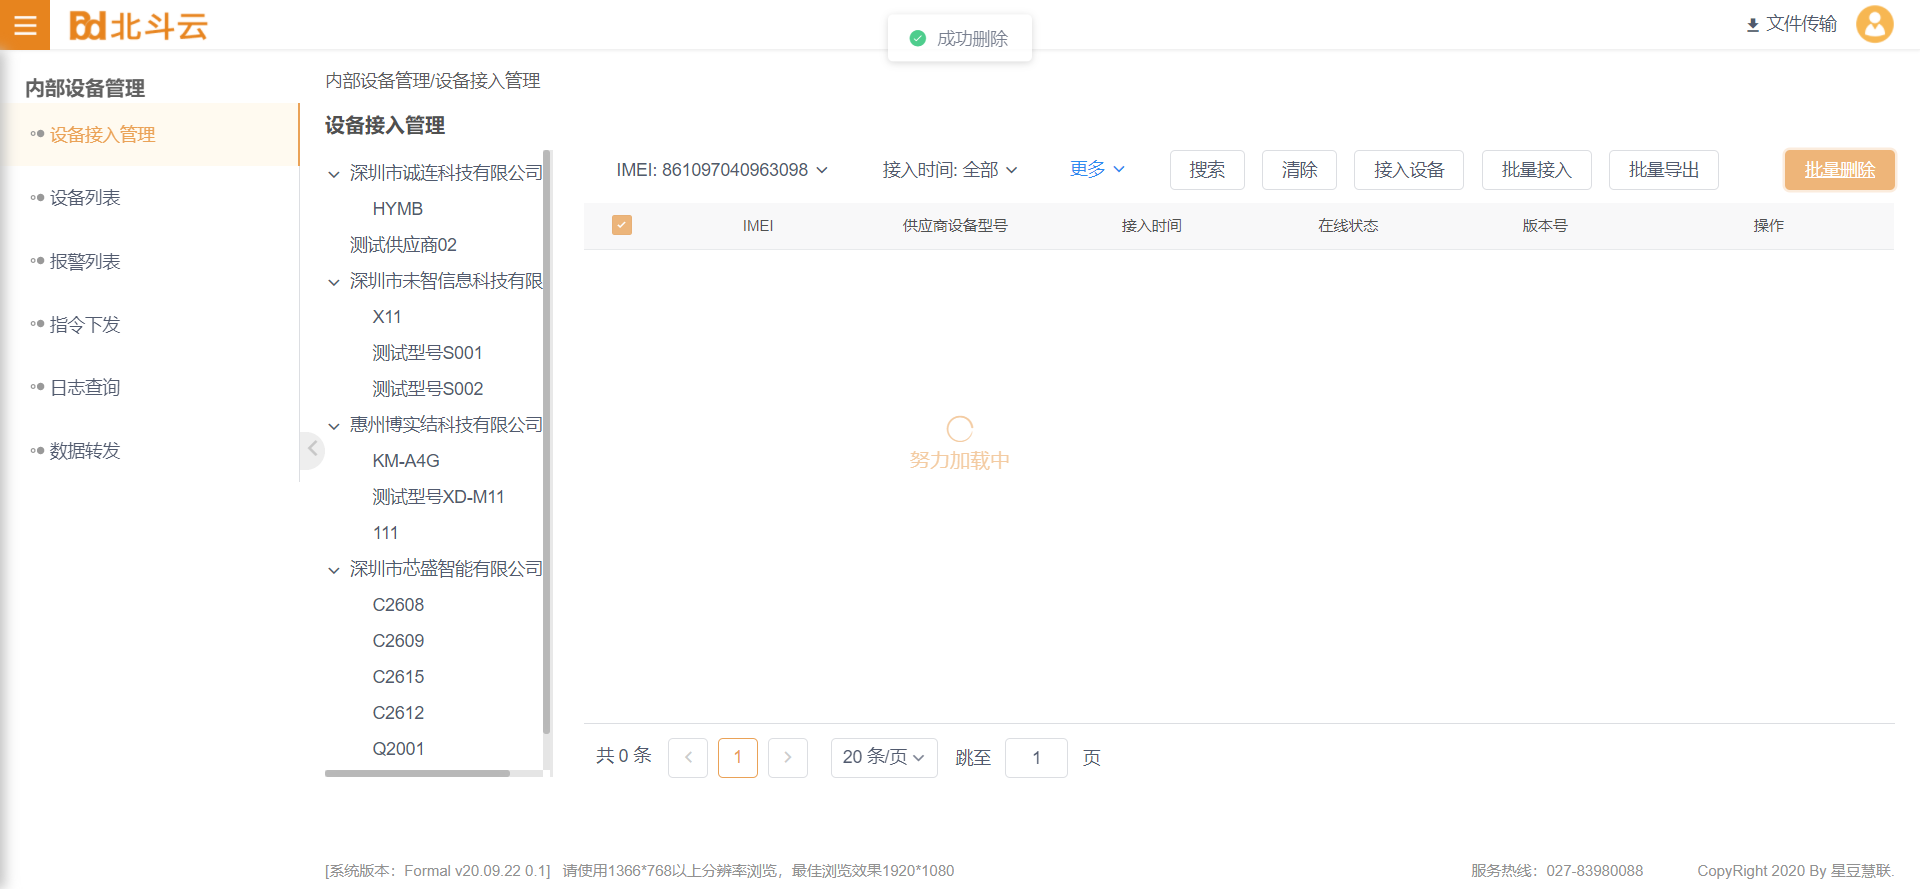 北斗云
成功删除
文件传输
内部设备管理
设备接入管理
设备列表
报警列表
指令下发
日志查询
数据转发
内部设备管理/设备接入管理
设备接入管理
深圳市诚连科技有限公司
HYMB
测试供应商02
深圳市未智信息科技有限
X11
测试型号S001
测试型号S002
惠州博实结科技有限公司
KM-A4G
测试型号XD-M11
111
深圳市芯盛智能有限公司
C2608
C2609
C2615
C2612
Q2001
IMEI: 861097040963098 接入时间: 全部 更多 搜索 清除 接入设备 批量接入 批量导出 批量删除
IMEI 供应商设备型号 接入时间 在线状态 版本号 操作
努力加载中
共 0 条 1 20 条/页 跳至 1 页
[系统版本：Formal v20.09.22 0.1] 请使用1366*768以上分辨率浏览，最佳浏览效果1920*1080
服务热线：027-83980088 CopyRight 2020 By 星豆慧联.